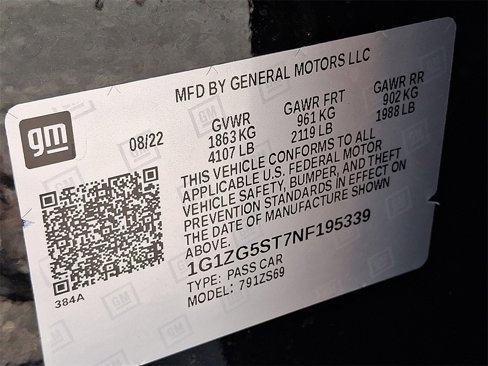 MFD BY GENERAL MOTORS LLC
gm
08/22
GVWR
1863 KG
4107 LB
GAWR FRT
961 KG
2119 LB
GAWR RR
902 KG
1988 LB
THIS VEHICLE CONFORMS TO ALL
APPLICABLE U.S. FEDERAL MOTOR
VEHICLE SAFETY, BUMPER, AND THEFT
PREVENTION STANDARDS IN EFFECT ON
THE DATE OF MANUFACTURE SHOWN
ABOVE.
1G1ZG5ST7NF195339
TYPE: PASS CAR
MODEL: 791ZS69
384A